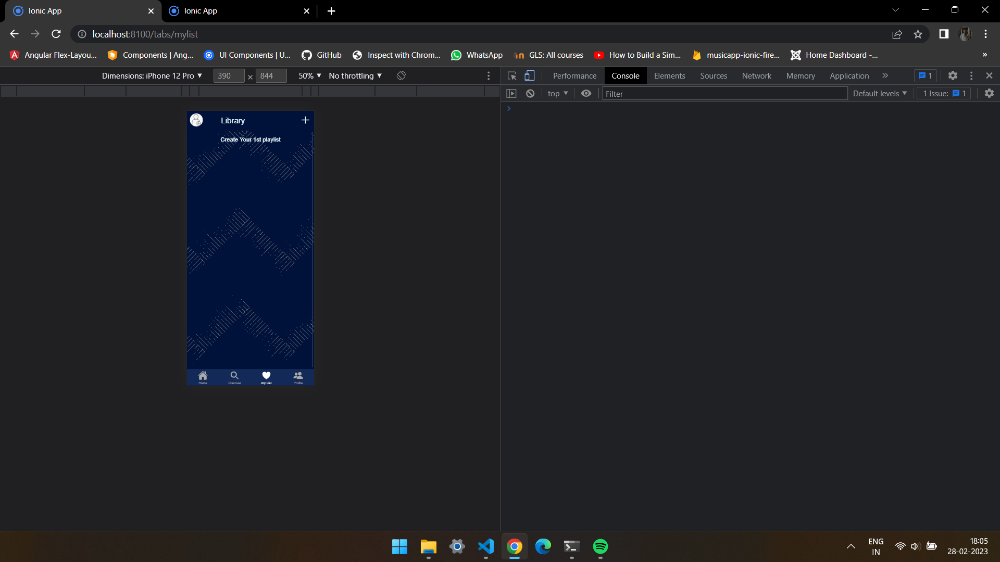 Ionic App
Ionic App
localhost:8100/tabs/mylist
Angular Flex-Layou... Components | Ang... UI Components | U... GitHub Inspect with Chrom... WhatsApp GLS: All courses How to Build a Sim... musicapp-ionic-fire... Home Dashboard -... »
Dimensions: iPhone 12 Pro ▼ 390 × 844 50% ▼ No throttling ▼
Performance Console Elements Sources Network Memory Application » 1
top ▼ Filter Default levels ▼ 1 Issue: 1
Library
Create Your 1st playlist
Home Discover my List Profile
ENG
IN
18:05
28-02-2023